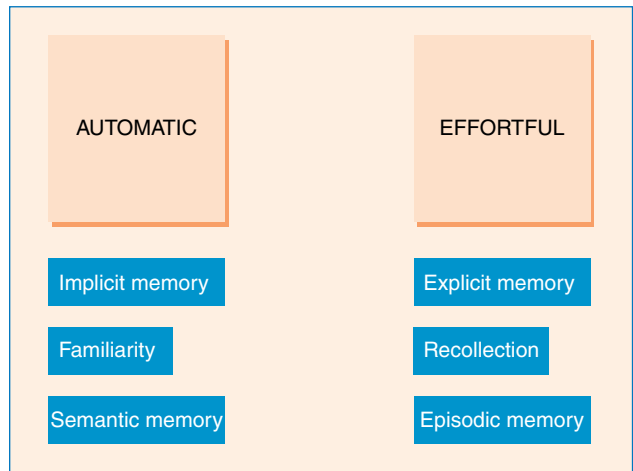 AUTOMATIC
EFFORTFUL
Implicit memory
Explicit memory
Familiarity
Recollection
Semantic memory
Episodic memory